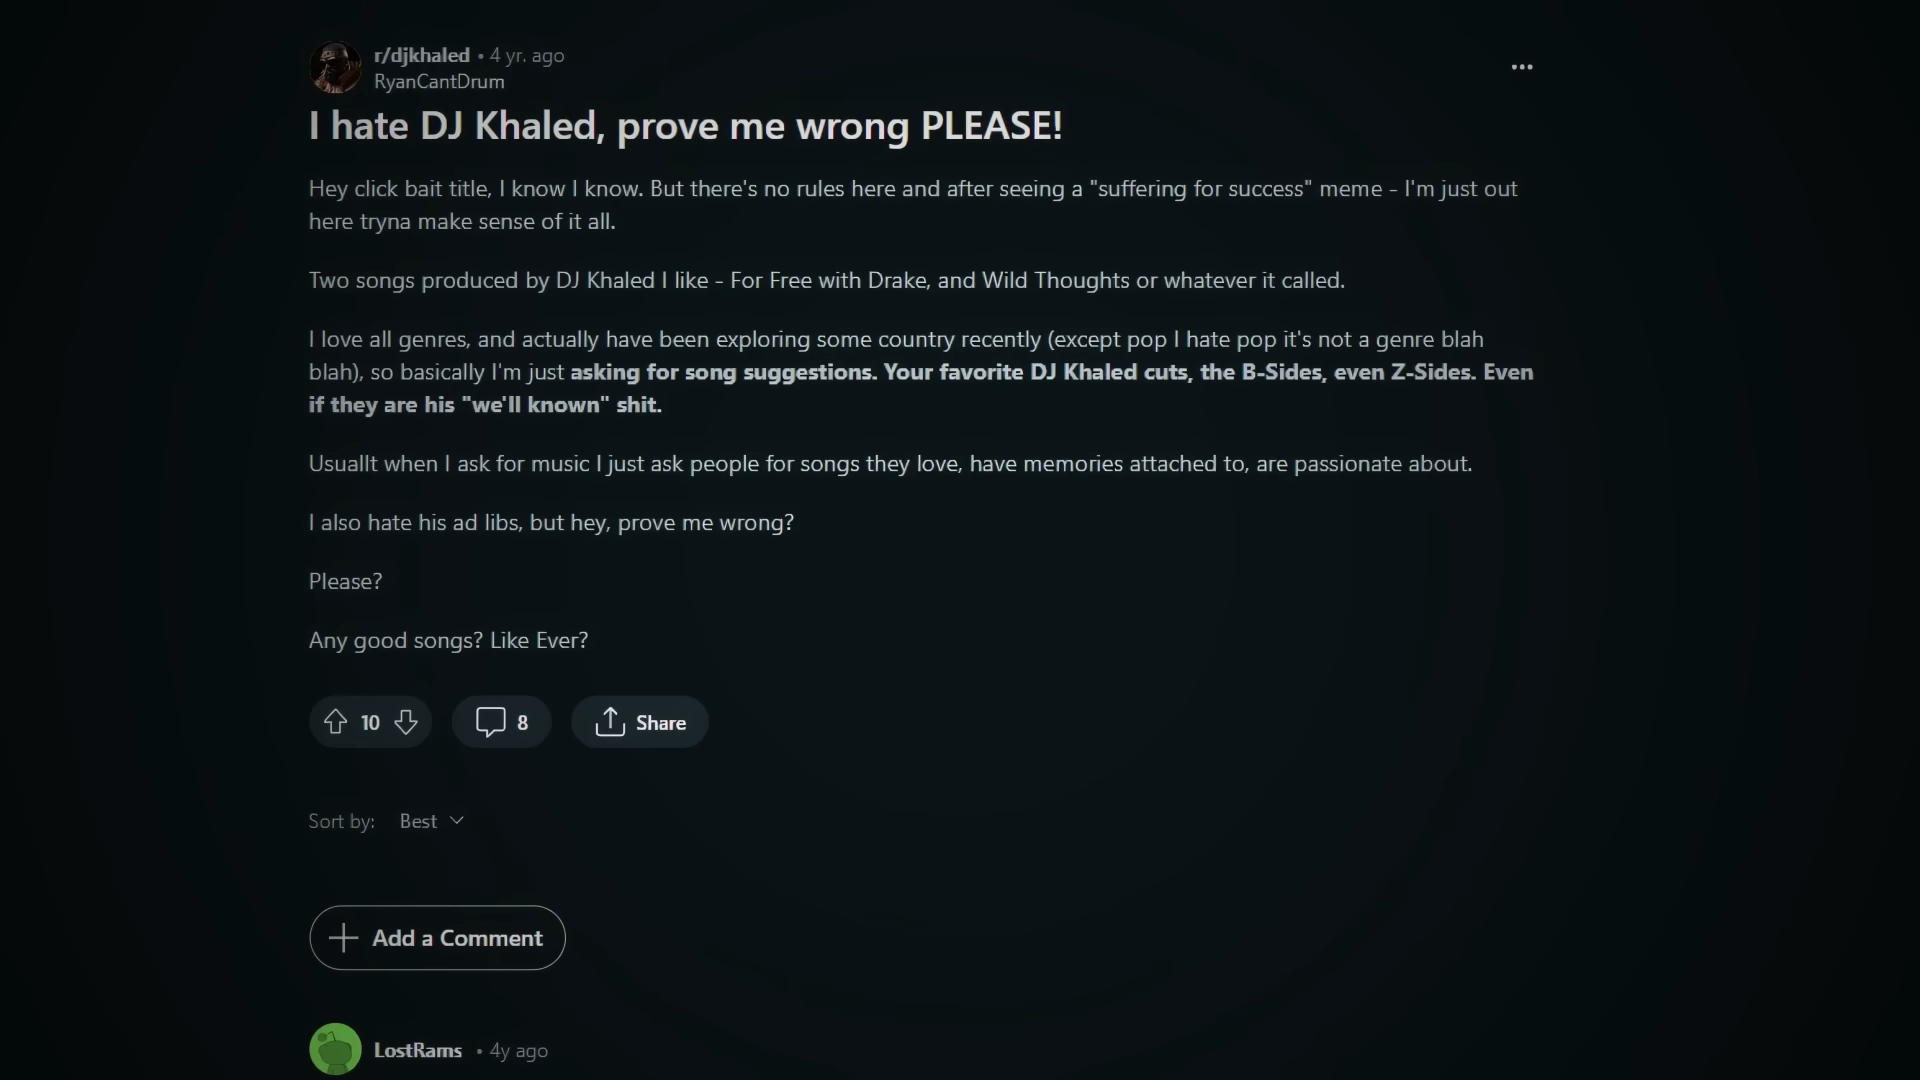 r/djkhaled • 4 yr. ago
RyanCantDrum
I hate DJ Khaled, prove me wrong PLEASE!
Hey click bait title, I know I know. But there's no rules here and after seeing a "suffering for success" meme - I'm just out
here tryna make sense of it all.
Two songs produced by DJ Khaled I like - For Free with Drake, and Wild Thoughts or whatever it called.
I love all genres, and actually have been exploring some country recently (except pop I hate pop it's not a genre blah
blah), so basically I'm just asking for song suggestions. Your favorite DJ Khaled cuts, the B-Sides, even Z-Sides. Even
if they are his "we'll known" shit.
Usuallt when I ask for music I just ask people for songs they love, have memories attached to, are passionate about.
I also hate his ad libs, but hey, prove me wrong?
Please?
Any good songs? Like Ever?
10 8 Share
Sort by: Best
Add a Comment
LostRams • 4y ago